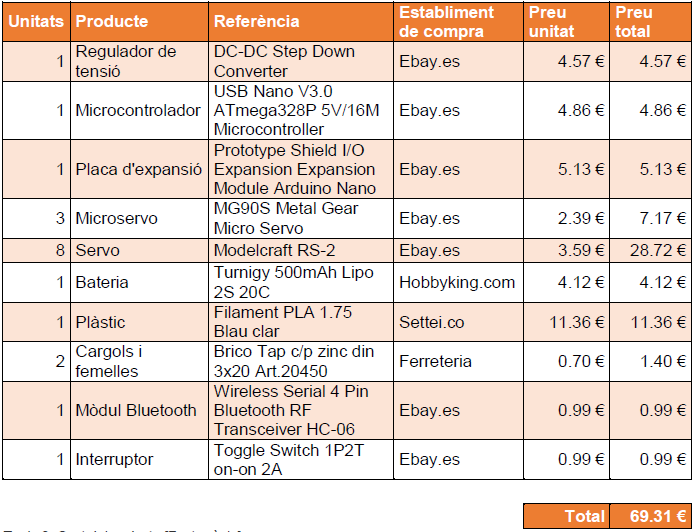 Unitats Producte Referència Establiment de compra Preu unitat Preu total
1 Regulador de tensió DC-DC Step Down Converter Ebay.es 4.57 € 4.57 €
1 Microcontrolador USB Nano V3.0 ATmega328P 5V/16M Microcontroller Ebay.es 4.86 € 4.86 €
1 Placa d'expansió Prototype Shield I/O Expansion Expansion Module Arduino Nano Ebay.es 5.13 € 5.13 €
3 Microservo MG90S Metal Gear Micro Servo Ebay.es 2.39 € 7.17 €
8 Servo Modelcraft RS-2 Ebay.es 3.59 € 28.72 €
1 Bateria Turnigy 500mAh Lipo 2S 20C Hobbyking.com 4.12 € 4.12 €
1 Plàstic Filament PLA 1.75 Blau clar Settei.co 11.36 € 11.36 €
2 Cargols i femelles Brico Tap c/p zinc din 3x20 Art.20450 Ferreteria 0.70 € 1.40 €
1 Mòdul Bluetooth Wireless Serial 4 Pin Bluetooth RF Transceiver HC-06 Ebay.es 0.99 € 0.99 €
1 Interruptor Toggle Switch 1P2T on-on 2A Ebay.es 0.99 € 0.99 €
Total 69.31 €